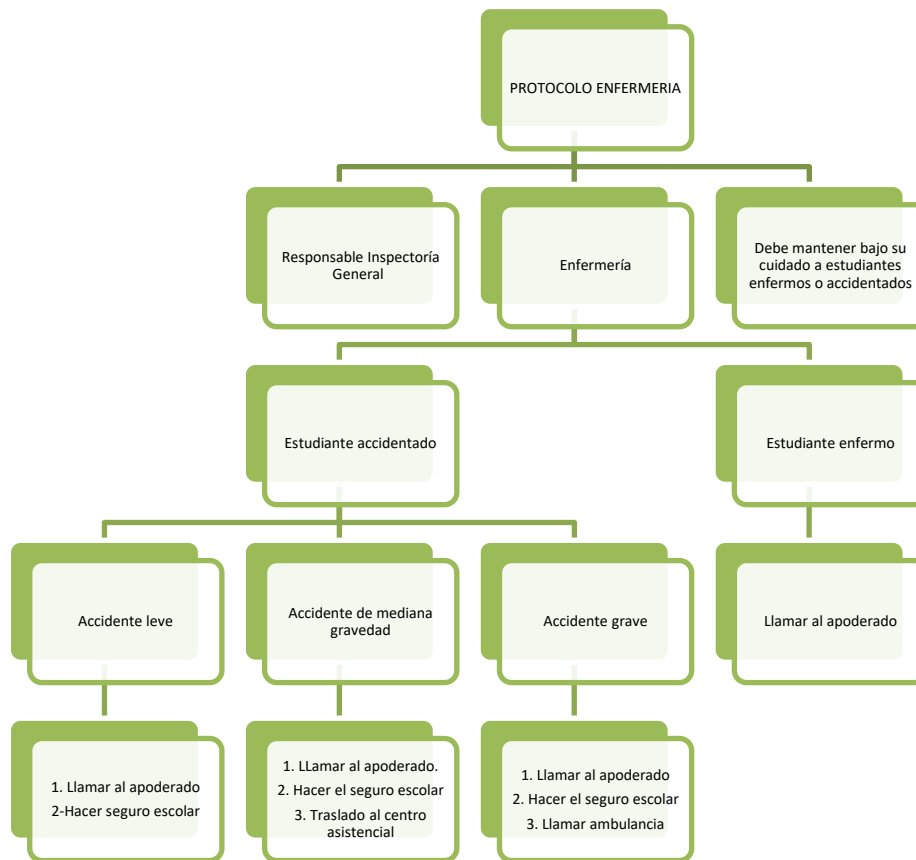 PROTOCOLO ENFERMERIA
Responsable Inspectoría
General
Enfermería
Debe mantener bajo su
cuidado a estudiantes
enfermos o accidentados
Estudiante accidentado
Estudiante enfermo
Accidente leve
Accidente de mediana
gravedad
Accidente grave
Llamar al apoderado
1. Llamar al apoderado
2-Hacer seguro escolar
1. LLamar al apoderado.
2. Hacer el seguro escolar
3. Traslado al centro
asistencial
1. Llamar al apoderado
2. Hacer el seguro escolar
3. Llamar ambulancia